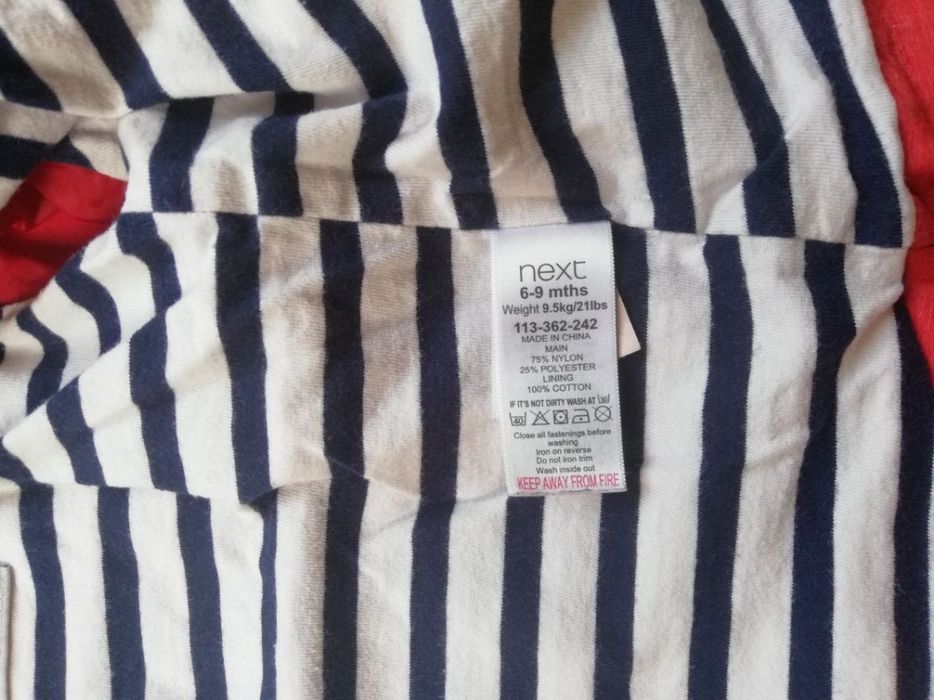 next
6-9 mths
Weight 9.5kg/21lbs
113-362-242
MADE IN CHINA
MAIN
75% NYLON
25% POLYESTER
LINING
100% COTTON
IF IT'S NOT DIRTY WASH AT 30
40
Close all fastenings before
washing
Iron on reverse
Do not iron trim
Wash inside out
KEEP AWAY FROM FIRE